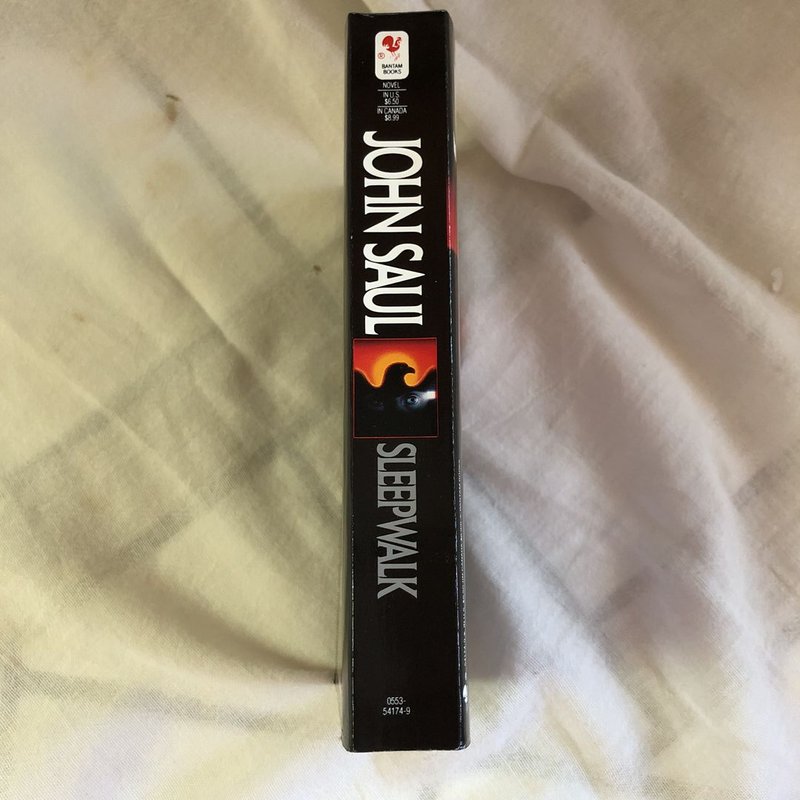 ®
BANTAM
BOOKS
NOVEL
IN U.S.
$6.50
IN CANADA
$8.99
JOHN SAUL
SLEEPWALK
0553-
54174-9